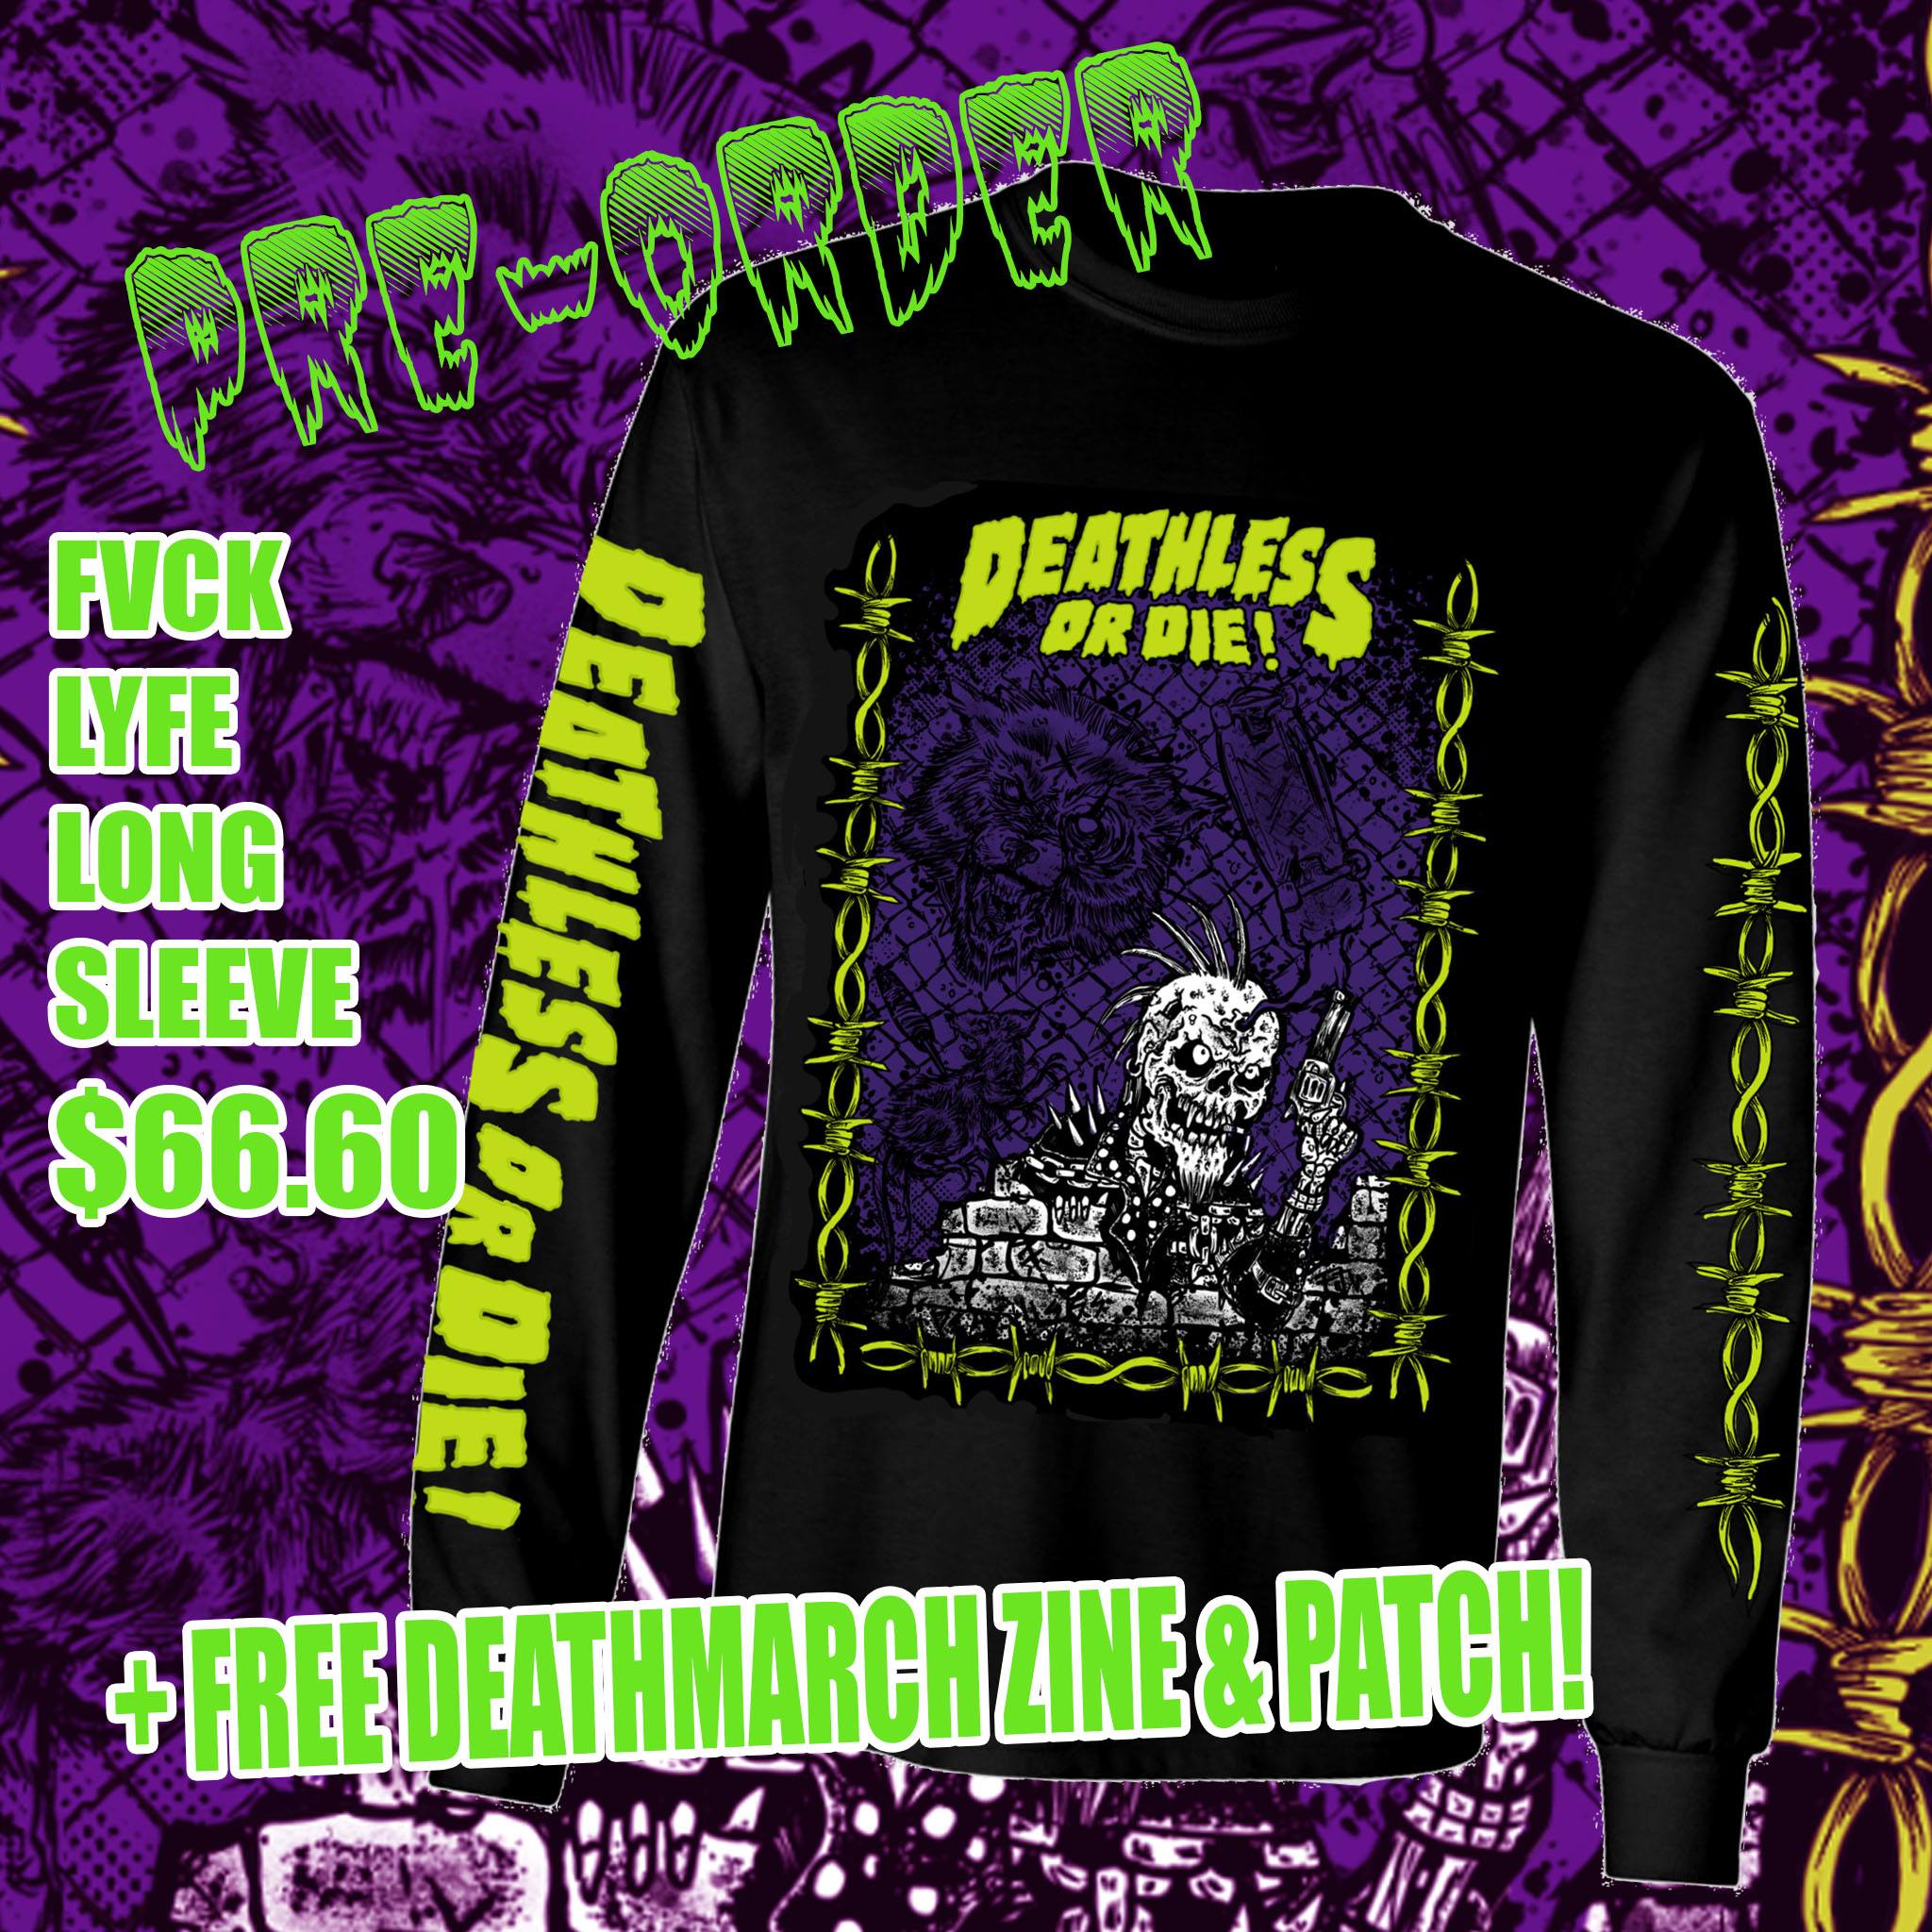 PRE-ORDER
FVCK
LYFE
LONG
SLEEVE
$66.60
DEATHLESS
OR DIE!
DEATHLESS OR DIE!
+ FREE DEATHMARCH ZINE & PATCH!